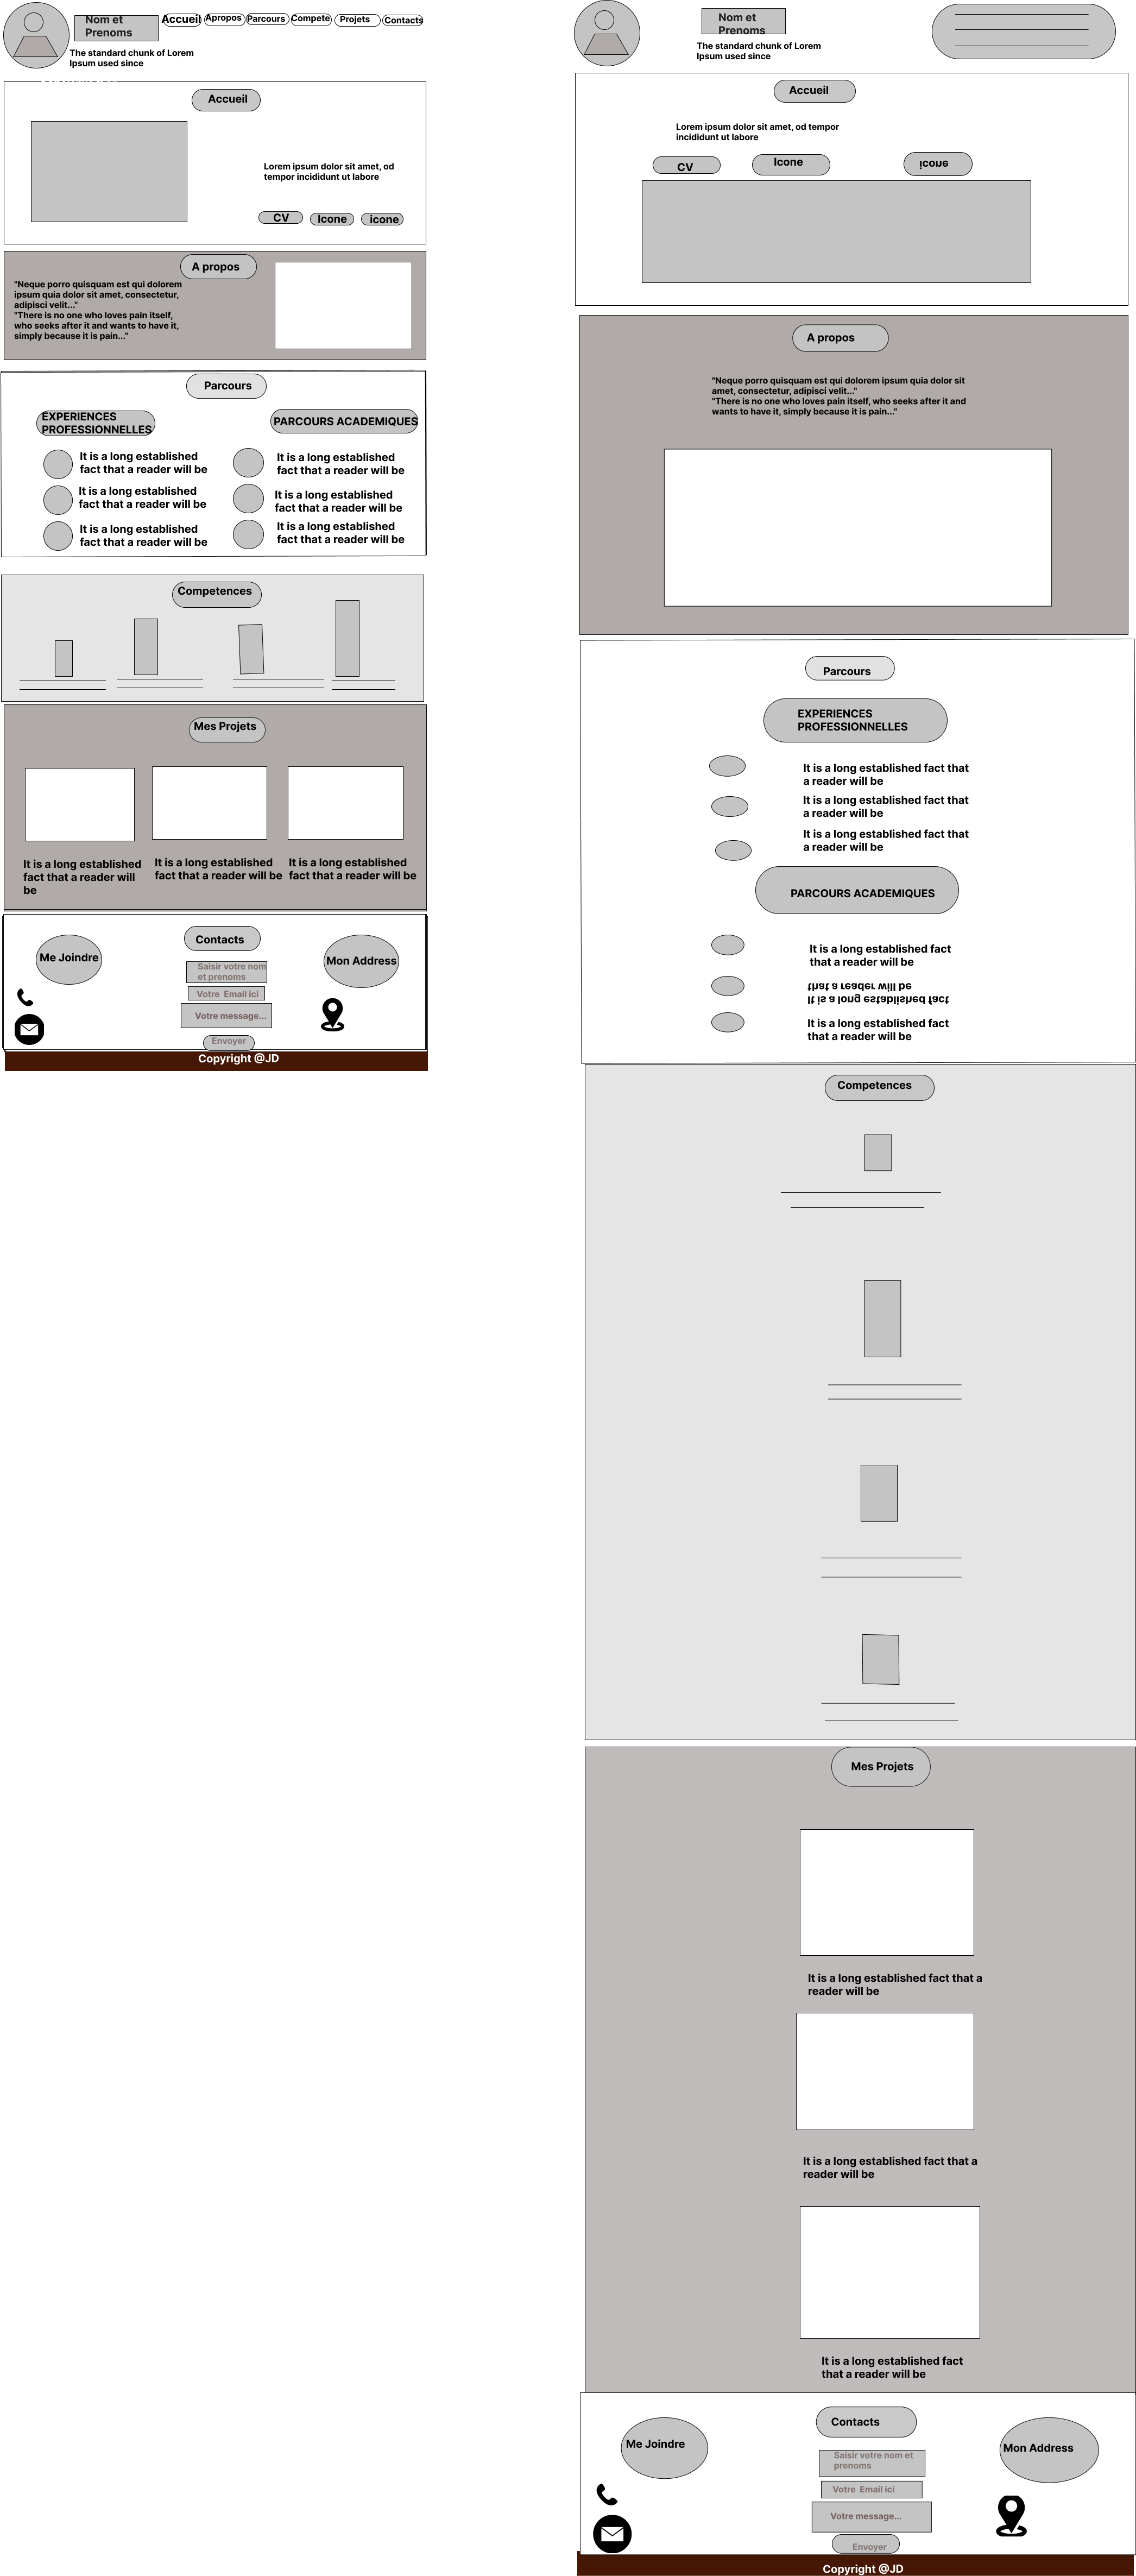 Nom et
Prenoms
Accueil
Apropos
Parcours
Compete
Projets
Contacts
The standard chunk of Lorem
Ipsum used since
Accueil
Lorem ipsum dolor sit amet, od
tempor incididunt ut labore
CV
Icone
icone
A propos
"Neque porro quisquam est qui dolorem
ipsum quia dolor sit amet, consectetur,
adipisci velit..."
"There is no one who loves pain itself,
who seeks after it and wants to have it,
simply because it is pain..."
Parcours
EXPERIENCES
PROFESSIONNELLES
It is a long established
fact that a reader will be
It is a long established
fact that a reader will be
It is a long established
fact that a reader will be
PARCOURS ACADEMIQUES
It is a long established
fact that a reader will be
It is a long established
fact that a reader will be
It is a long established
fact that a reader will be
Competences
Mes Projets
It is a long established
fact that a reader will
be
It is a long established
fact that a reader will be
It is a long established
fact that a reader will be
Me Joindre
Contacts
Saisir votre nom
et prenoms
Votre Email ici
Votre message...
Envoyer
Mon Address
Copyright @JD
Nom et
Prenoms
The standard chunk of Lorem
Ipsum used since
Accueil
Lorem ipsum dolor sit amet, od tempor
incididunt ut labore
CV
Icone
icone
A propos
"Neque porro quisquam est qui dolorem ipsum quia dolor sit
amet, consectetur, adipisci velit..."
"There is no one who loves pain itself, who seeks after it and
wants to have it, simply because it is pain..."
Parcours
EXPERIENCES
PROFESSIONNELLES
It is a long established fact that
a reader will be
It is a long established fact that
a reader will be
It is a long established fact that
a reader will be
PARCOURS ACADEMIQUES
It is a long established fact
that a reader will be
It is a long established fact
that a reader will be
It is a long established fact
that a reader will be
Competences
Mes Projets
It is a long established fact that a
reader will be
It is a long established fact that a
reader will be
It is a long established fact
that a reader will be
Me Joindre
Contacts
Saisir votre nom et
prenoms
Votre Email ici
Votre message...
Envoyer
Mon Address
Copyright @JD